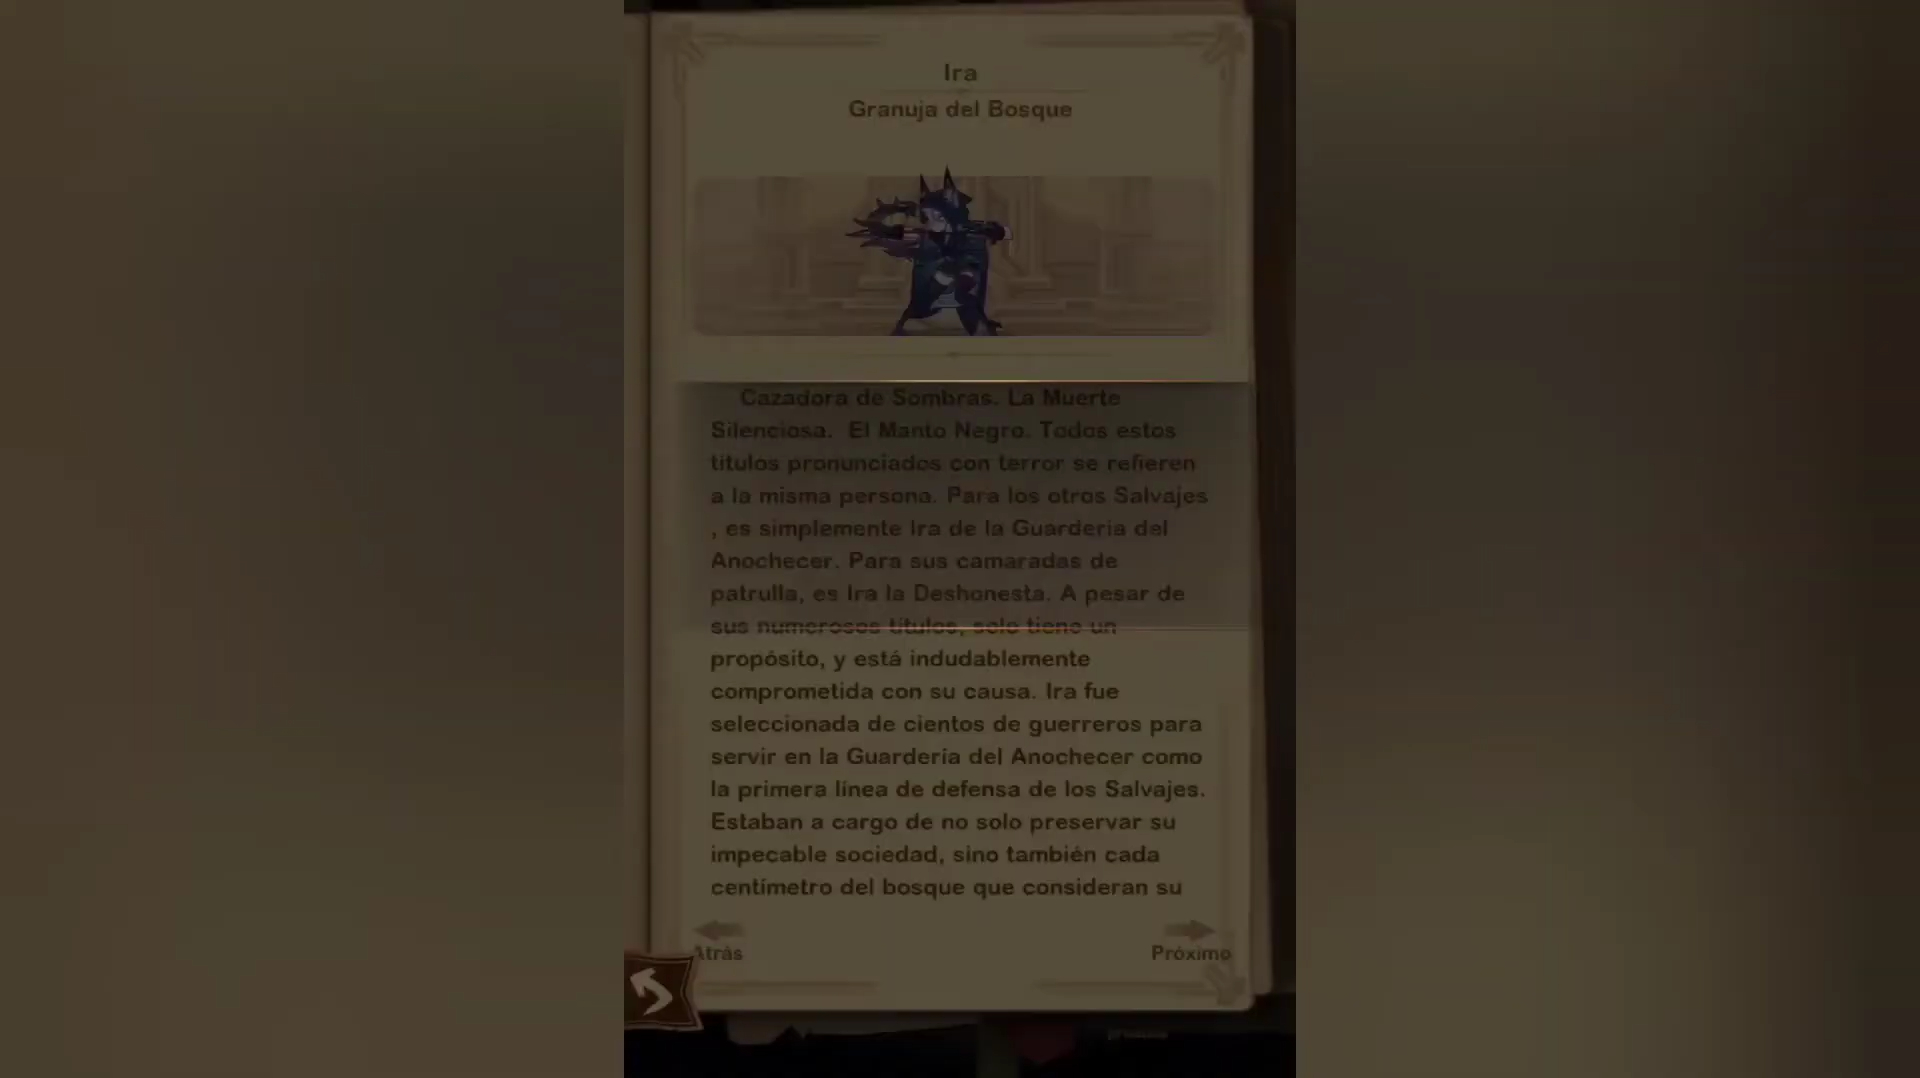 Ira
Granuja del Bosque
Cazadora de Sombras. La Muerte
Silenciosa. El Manto Negro. Todos estos
títulos pronunciados con terror se refieren
a la misma persona. Para los otros Salvajes
, es simplemente Ira de la Guardería del
Anochecer. Para sus camaradas de
patrulla, es Ira la Deshonesta. A pesar de
sus numerosos títulos, solo tiene un
propósito, y está indudablemente
comprometida con su causa. Ira fue
seleccionada de cientos de guerreros para
servir en la Guardería del Anochecer como
la primera línea de defensa de los Salvajes.
Estaban a cargo de no solo preservar su
impecable sociedad, sino también cada
centímetro del bosque que consideran su
Atrás
Próximo